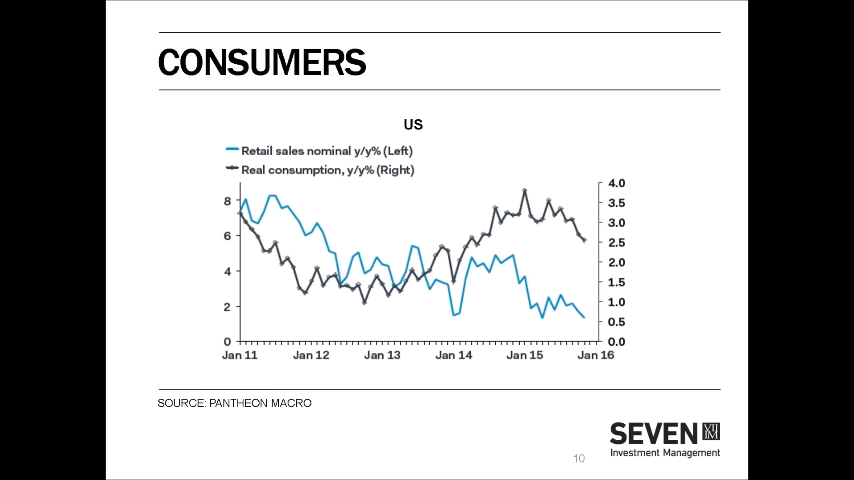 CONSUMERS
US
Retail sales nominal y/y% (Left)
Real consumption, y/y% (Right)
4.0
8
3.5
3.0
6
2.5
2.0
4
1.5
1.0
2
0.5
0
0.0
Jan 11 Jan 12 Jan 13 Jan 14 Jan 15 Jan 16
SOURCE: PANTHEON MACRO
SEVEN VII IM
Investment Management
10